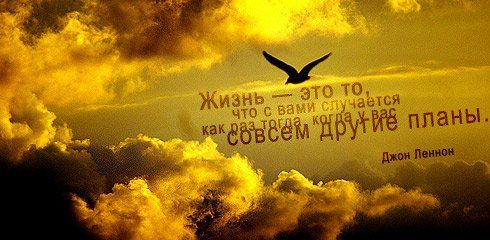 Жизнь — это то,
что с вами случается
как раз тогда, когда у вас
совсем другие планы.
Джон Леннон